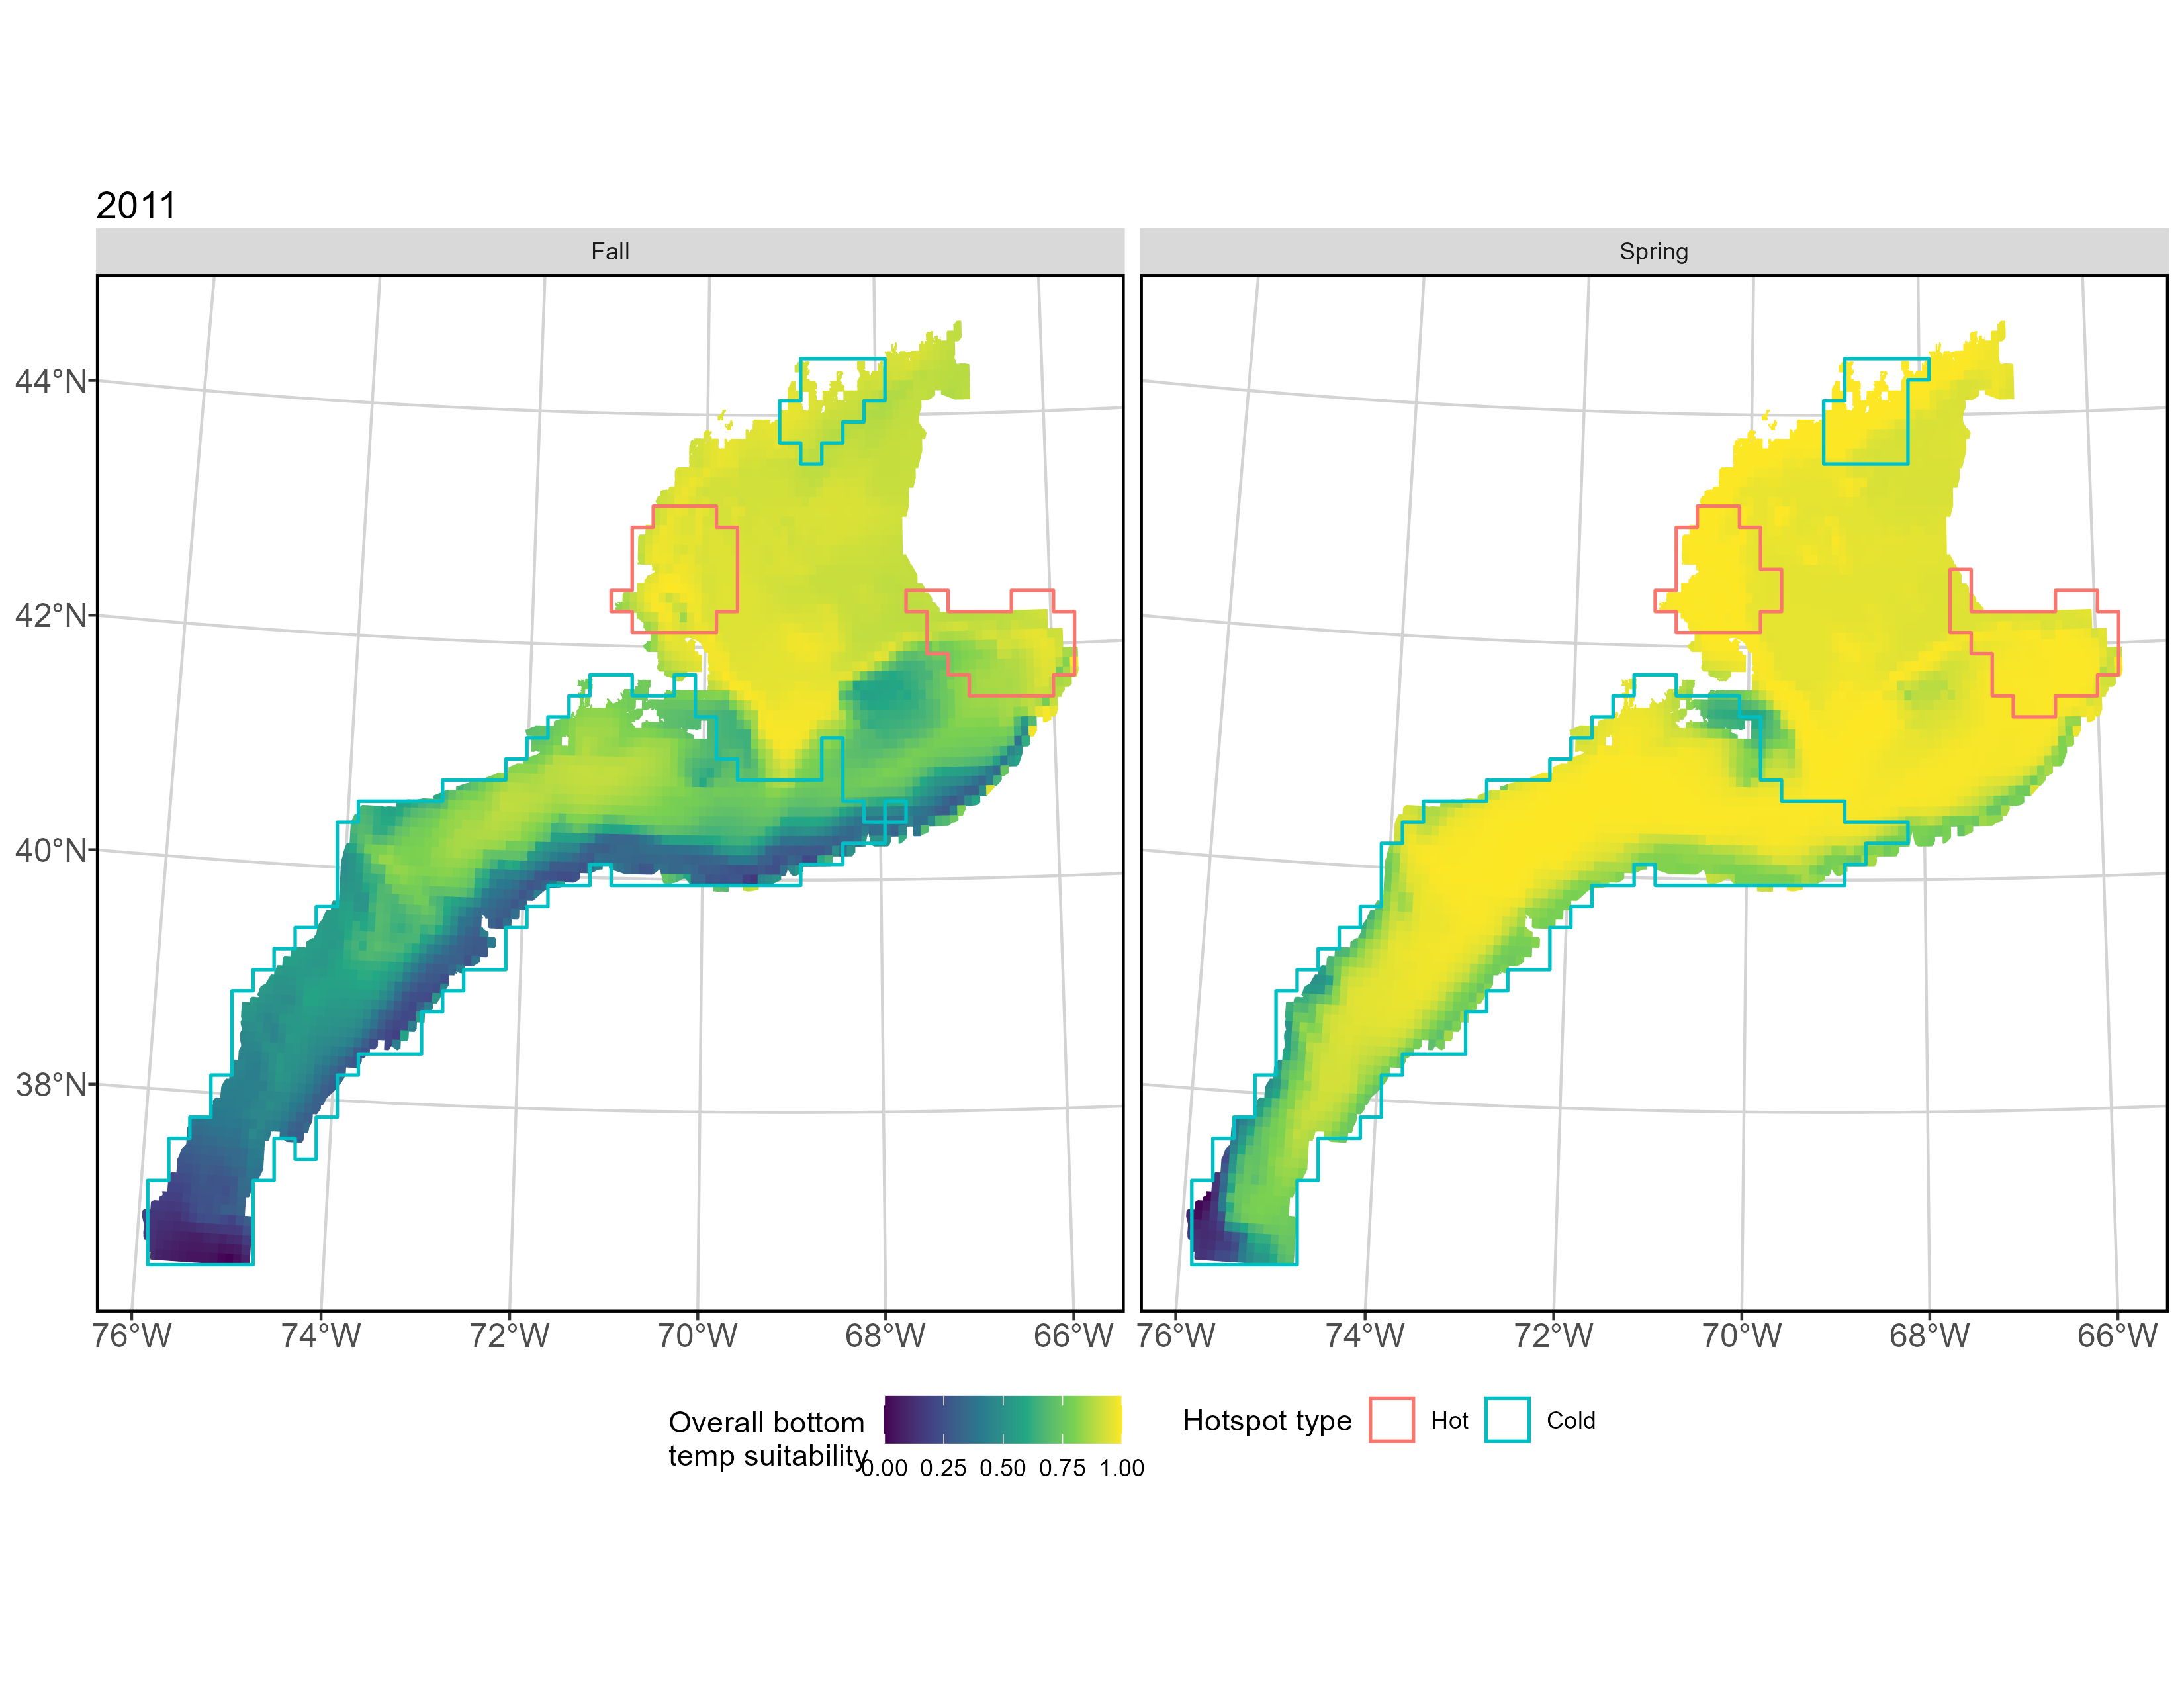 2011
Fall
Spring
44°N
42°N
40°N
38°N
76°W 74°W 72°W 70°W 68°W 66°W
76°W 74°W 72°W 70°W 68°W 66°W
Overall bottom
temp suitability
0.00 0.25 0.50 0.75 1.00
Hotspot type Hot Cold